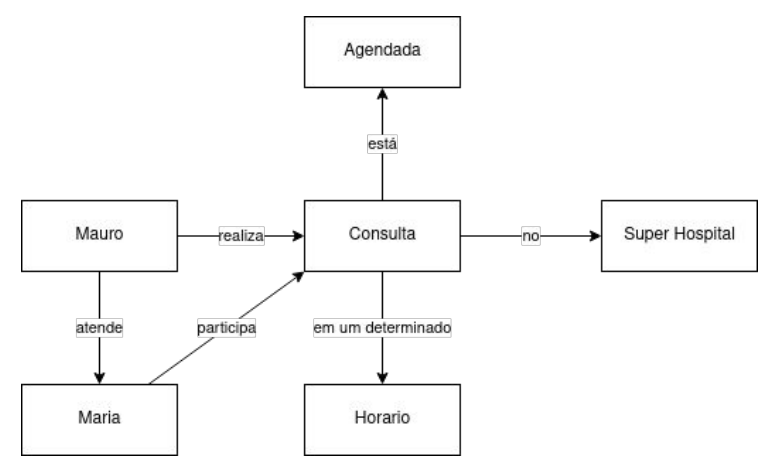 Agendada
está
Mauro
realiza
Consulta
no
Super Hospital
atende
participa
em um determinado
Maria
Horario